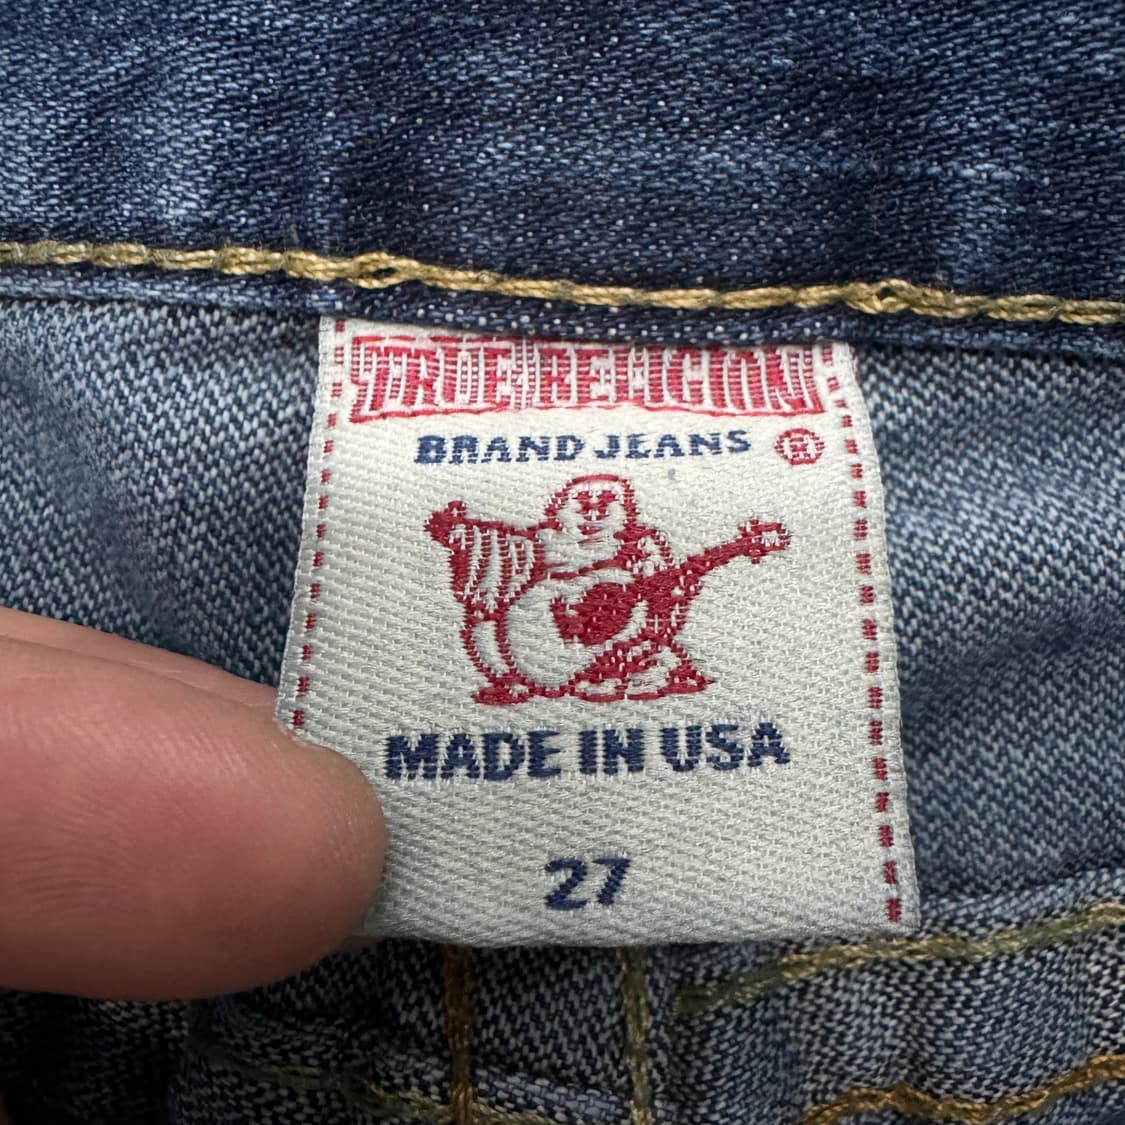 TRUE RELIGION
BRAND JEANS ®
MADE IN USA
27